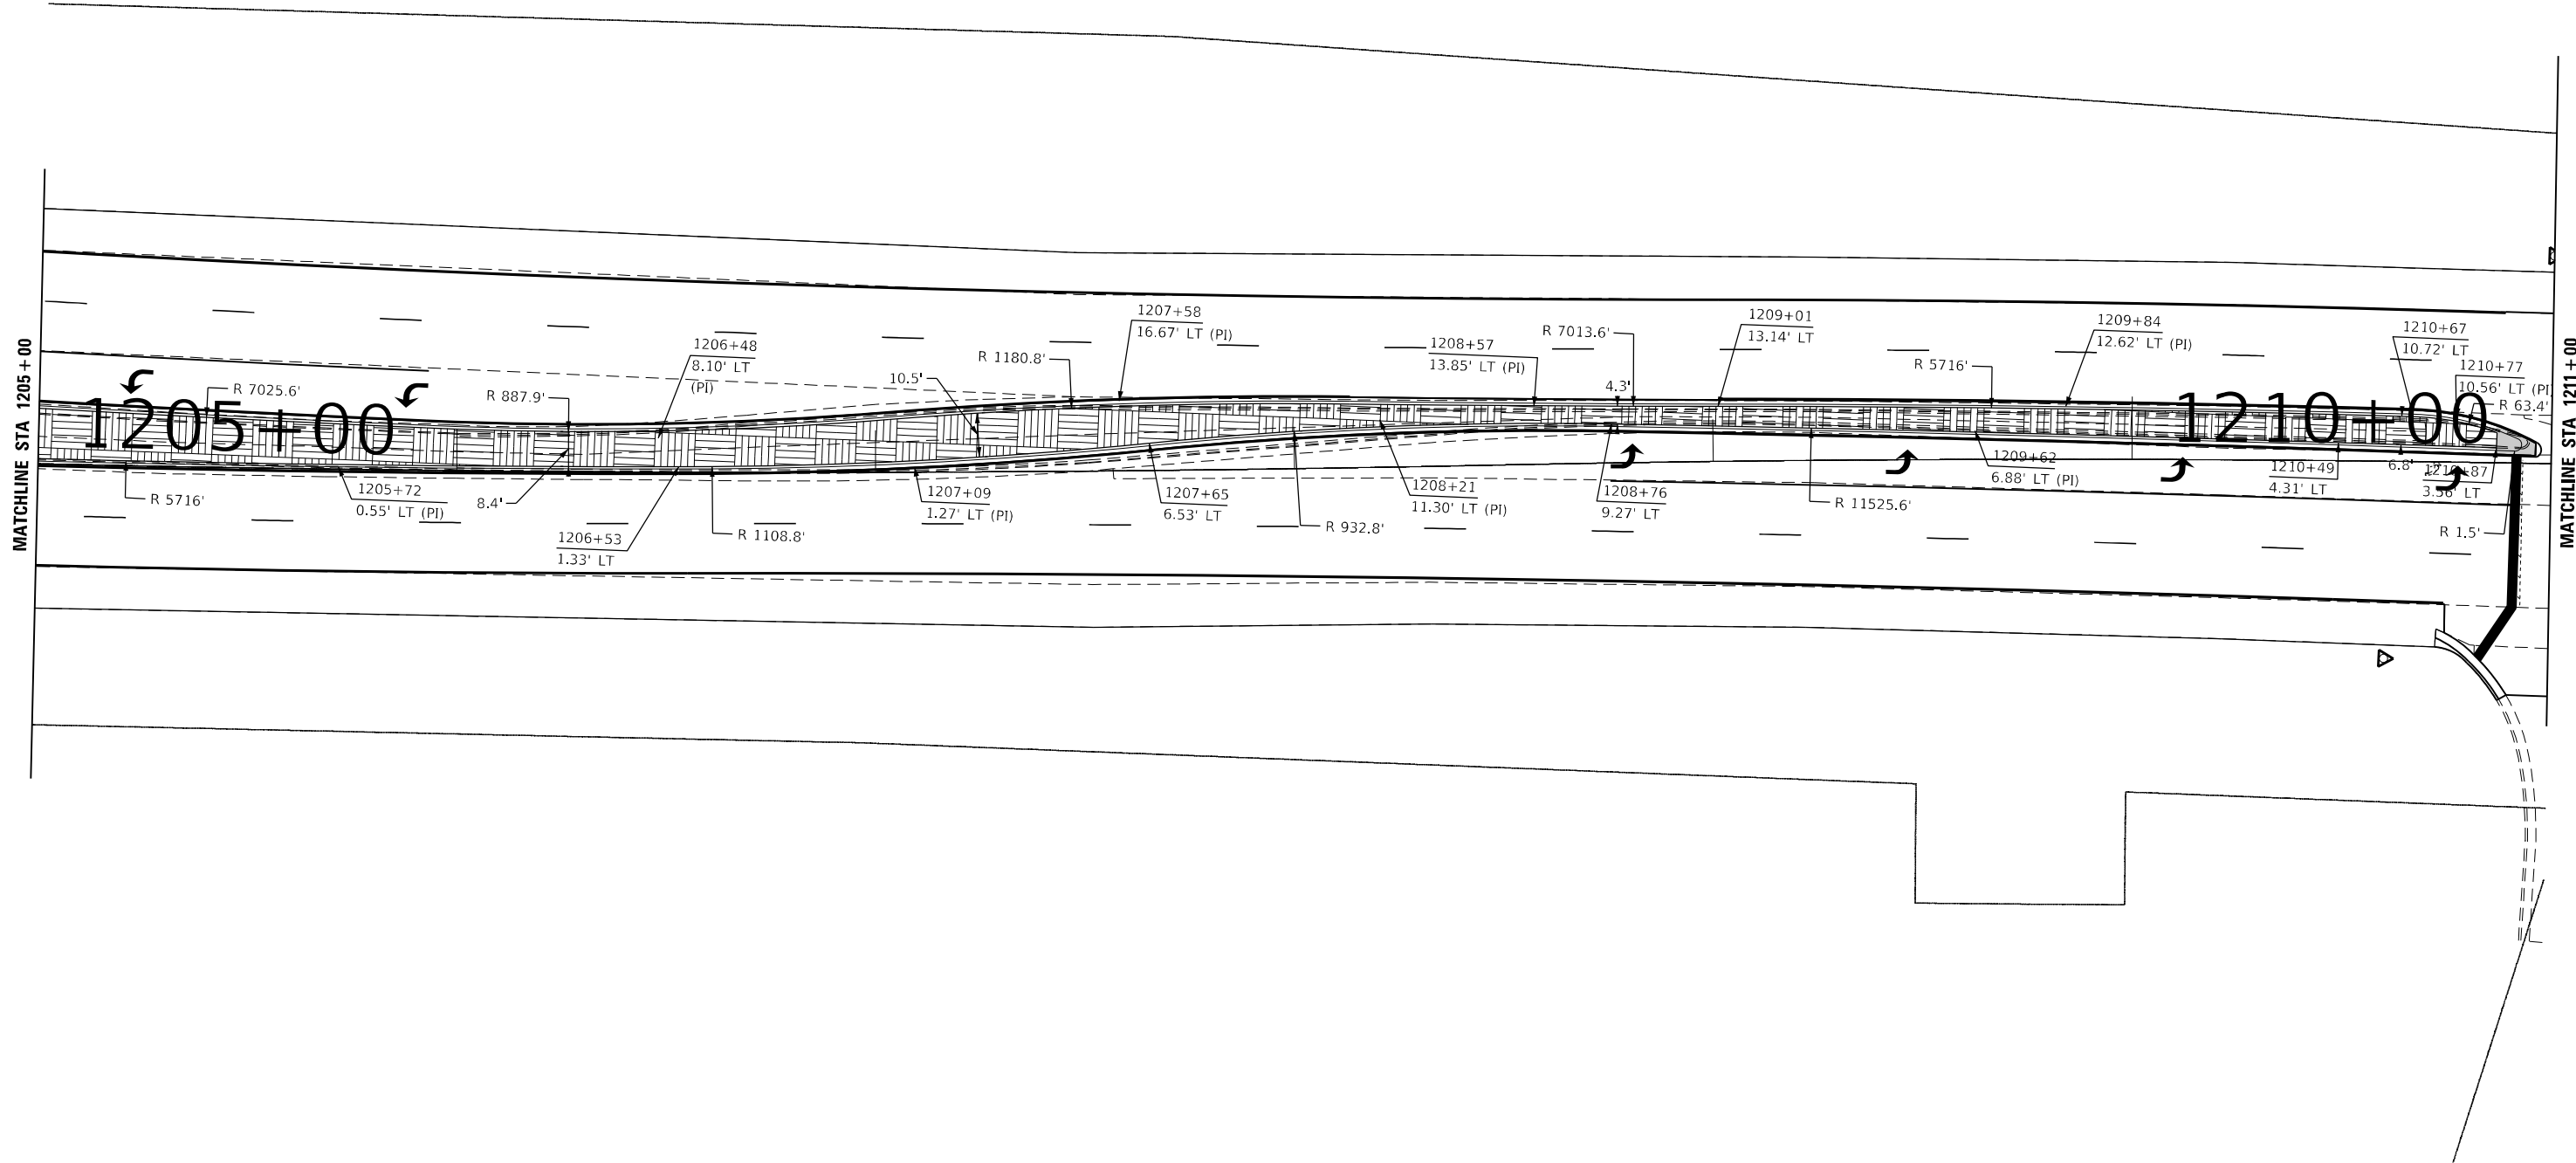 MATCHLINE STA 1205+00
1205+00
R 7025.6'
R 5716'
1205+72
0.55' LT (PI)
R 887.9'
8.4'
1206+48
8.10' LT
(PI)
1206+53
1.33' LT
R 1108.8'
10.5'
1207+09
1.27' LT (PI)
R 1180.8'
1207+58
16.67' LT (PI)
1207+65
6.53' LT
R 932.8'
1208+21
11.30' LT (PI)
1208+57
13.85' LT (PI)
R 7013.6'
4.3'
1208+76
9.27' LT
1209+01
13.14' LT
R 11525.6'
R 5716'
1209+62
6.88' LT (PI)
1209+84
12.62' LT (PI)
1210+00
1210+49
4.31' LT
6.8'
1210+67
10.72' LT
1210+77
10.56' LT (PI)
R 63.4'
1210+87
3.56' LT
R 1.5'
MATCHLINE STA 1211+00